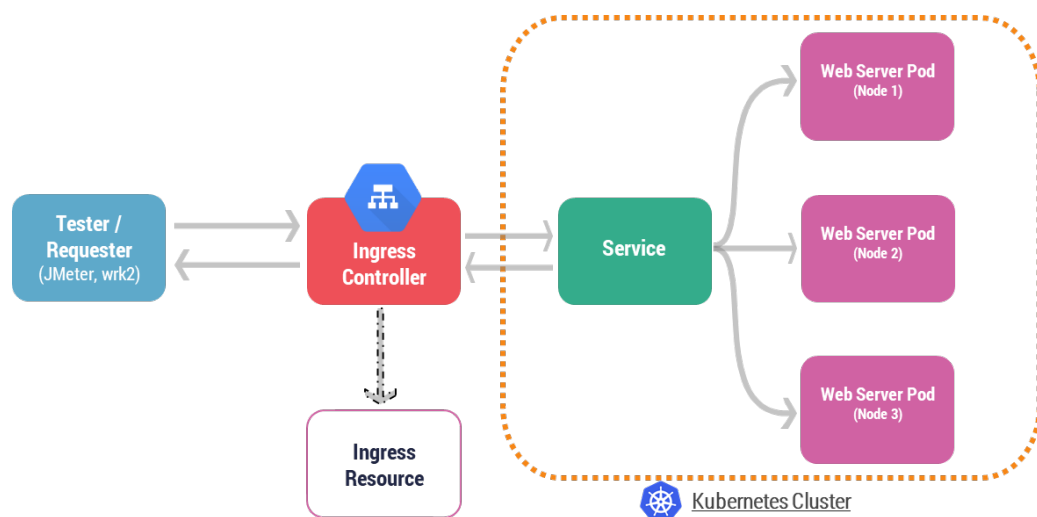 Tester /
Requester
(JMeter, wrk2)
Ingress
Controller
Ingress
Resource
Service
Web Server Pod
(Node 1)
Web Server Pod
(Node 2)
Web Server Pod
(Node 3)
Kubernetes Cluster